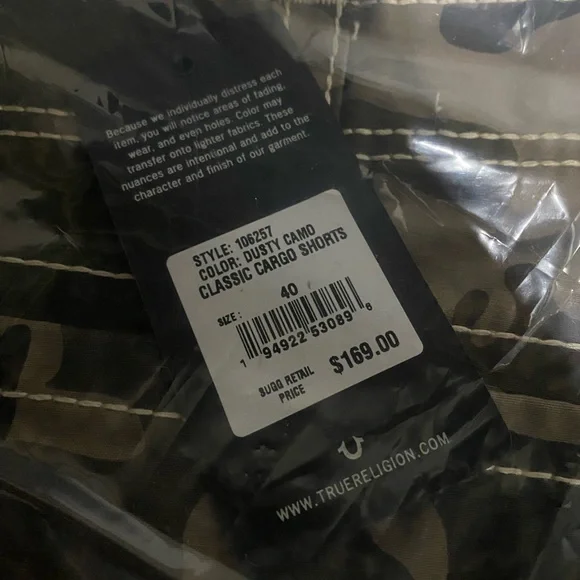 Because we individually distress each
item, you will notice areas of fading,
wear, and even holes. Color may
transfer onto lighter fabrics. These
nuances are intentional and add to the
character and finish of our garment.
STYLE: 106257
COLOR: DUSTY CAMO
CLASSIC CARGO SHORTS
SIZE: 40
1 94922 53089 6
SUGG RETAIL
PRICE
$169.00
WWW.TRUERELIGION.COM